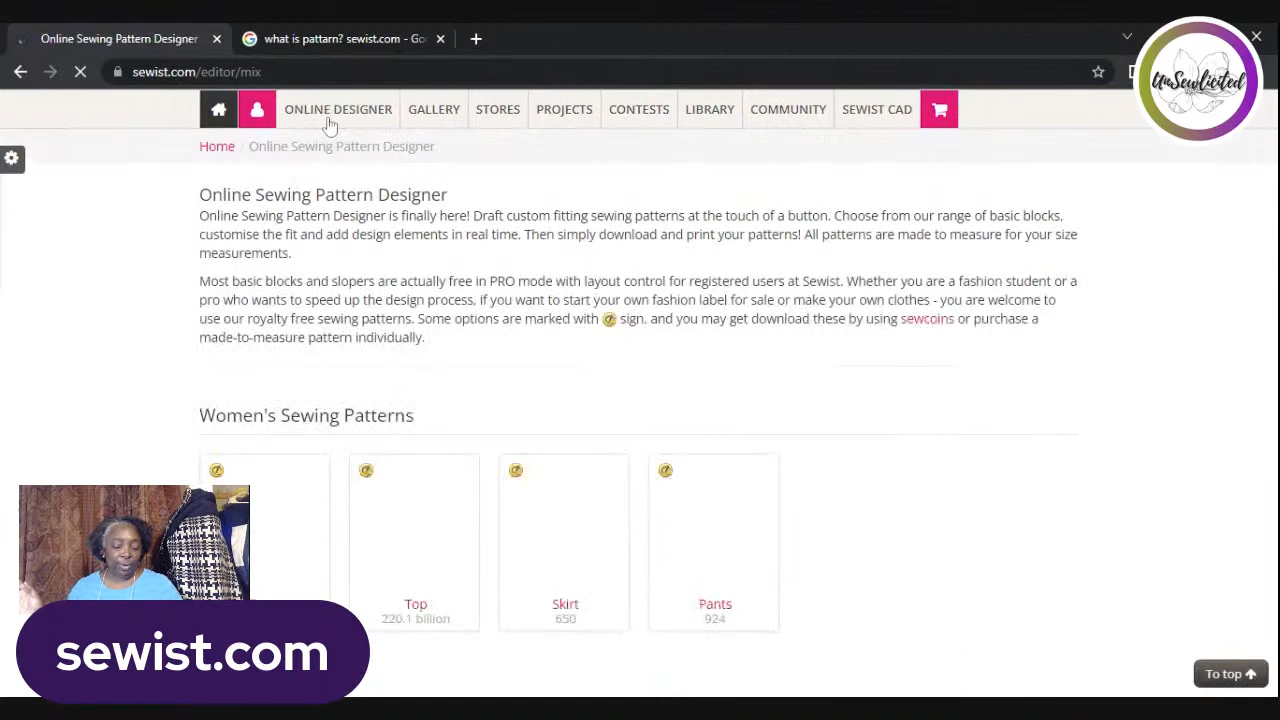 Online Sewing Pattern Designer
what is pattarn? sewist.com - Go
UnSewlicited
sewist.com/editor/mix
ONLINE DESIGNER GALLERY STORES PROJECTS CONTESTS LIBRARY COMMUNITY SEWIST CAD
Home / Online Sewing Pattern Designer
Online Sewing Pattern Designer
Online Sewing Pattern Designer is finally here! Draft custom fitting sewing patterns at the touch of a button. Choose from our range of basic blocks,
customise the fit and add design elements in real time. Then simply download and print your patterns! All patterns are made to measure for your size
measurements.
Most basic blocks and slopers are actually free in PRO mode with layout control for registered users at Sewist. Whether you are a fashion student or a
pro who wants to speed up the design process, if you want to start your own fashion label for sale or make your own clothes - you are welcome to
use our royalty free sewing patterns. Some options are marked with sign, and you may get download these by using sewcoins or purchase a
made-to-measure pattern individually.
Women's Sewing Patterns
Top Skirt Pants
220.1 billion 650 924
sewist.com
To top